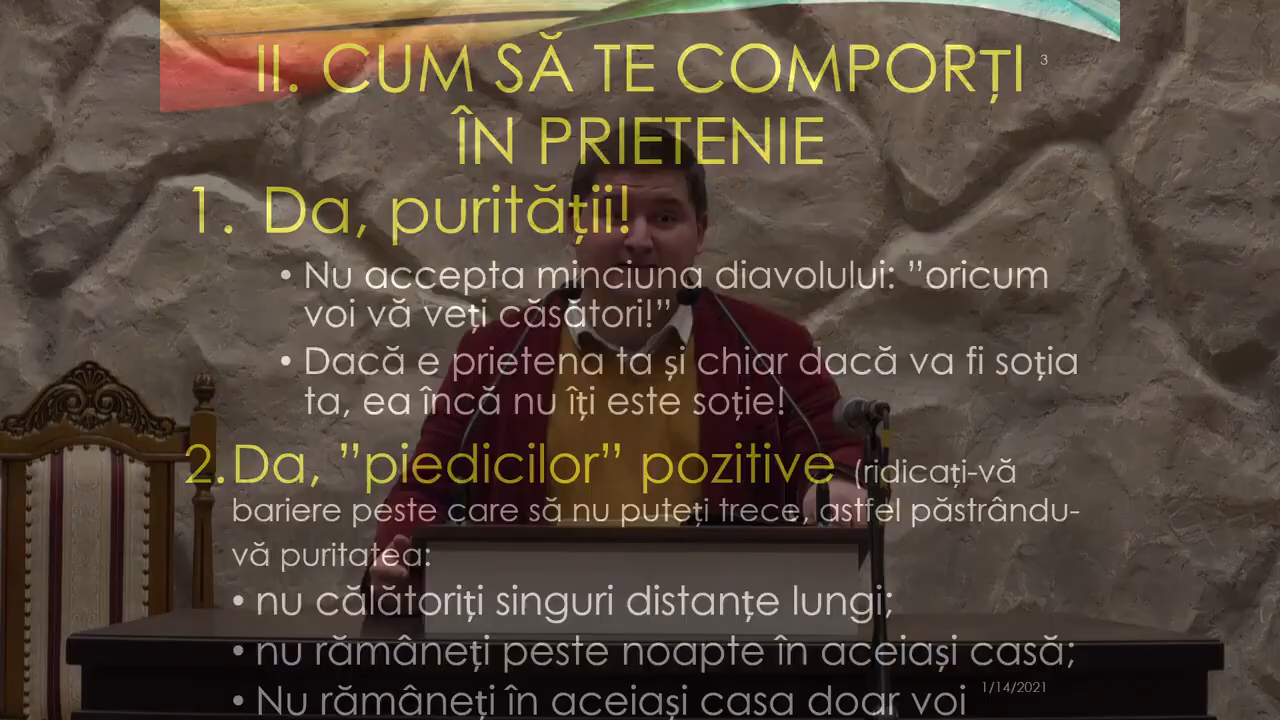 II. CUM SĂ TE COMPORȚI
3
ÎN PRIETENIE
1. Da, purității!
• Nu accepta minciuna diavolului: ”oricum
voi vă veți căsători!”
• Dacă e prietena ta și chiar dacă va fi soția
ta, ea încă nu îți este soție!
2. Da, ”piedicilor” pozitive (ridicați-vă
bariere peste care să nu puteți trece, astfel păstrându-
vă puritatea:
• nu călătoriți singuri distanțe lungi;
• nu rămâneți peste noapte în aceiași casă;
• Nu rămâneți în aceiași casa doar voi
1/14/2021